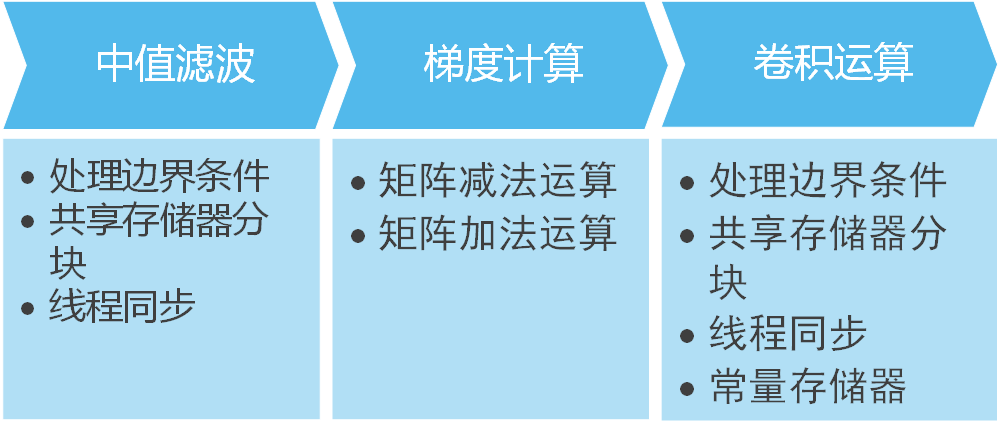 中值滤波
梯度计算
卷积运算
• 处理边界条件
• 共享存储器分
块
• 线程同步
• 矩阵减法运算
• 矩阵加法运算
• 处理边界条件
• 共享存储器分
块
• 线程同步
• 常量存储器